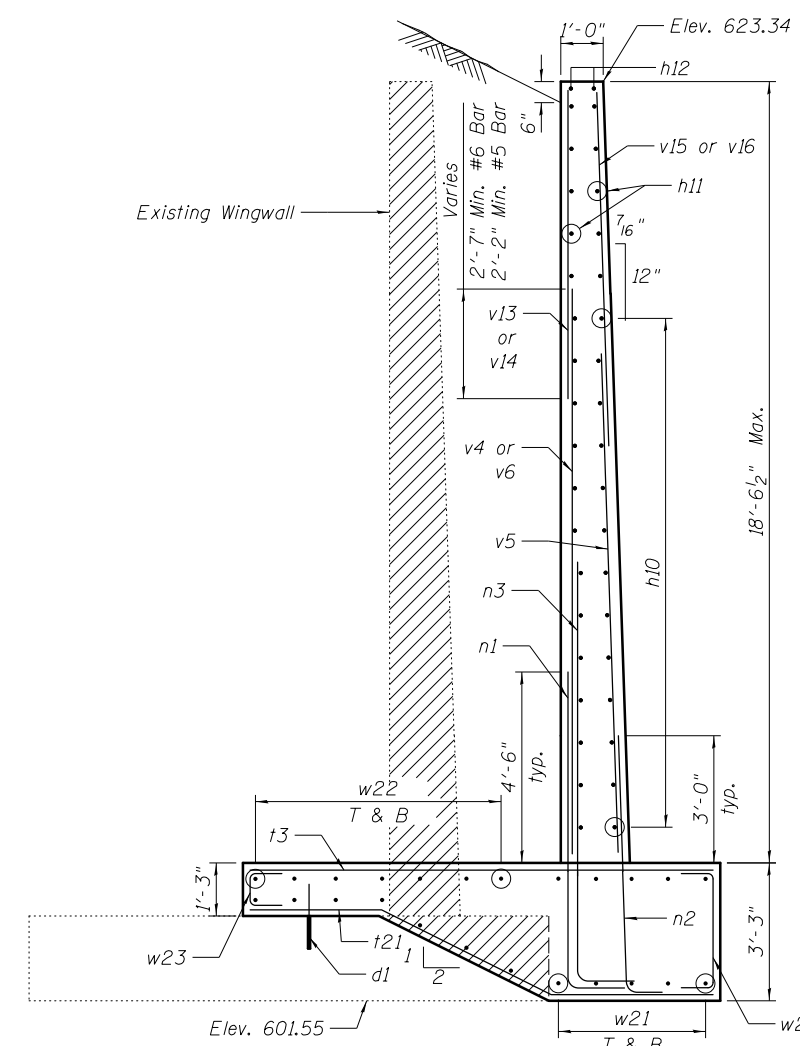 1'-0"
Elev. 623.34
h12
6"
Varies
2'-7" Min. #6 Bar
2'-2" Min. #5 Bar
v15 or v16
h11
Existing Wingwall
7/16"
12"
v13
or
v14
18'-6½" Max.
v4 or
v6
v5
h10
n3
n1
4'-6"
typ.
3'-0"
typ.
w22
T & B
t3
1'-3"
n2
3'-3"
t21
w23
1
2
d1
w21
Elev. 601.55
T & B